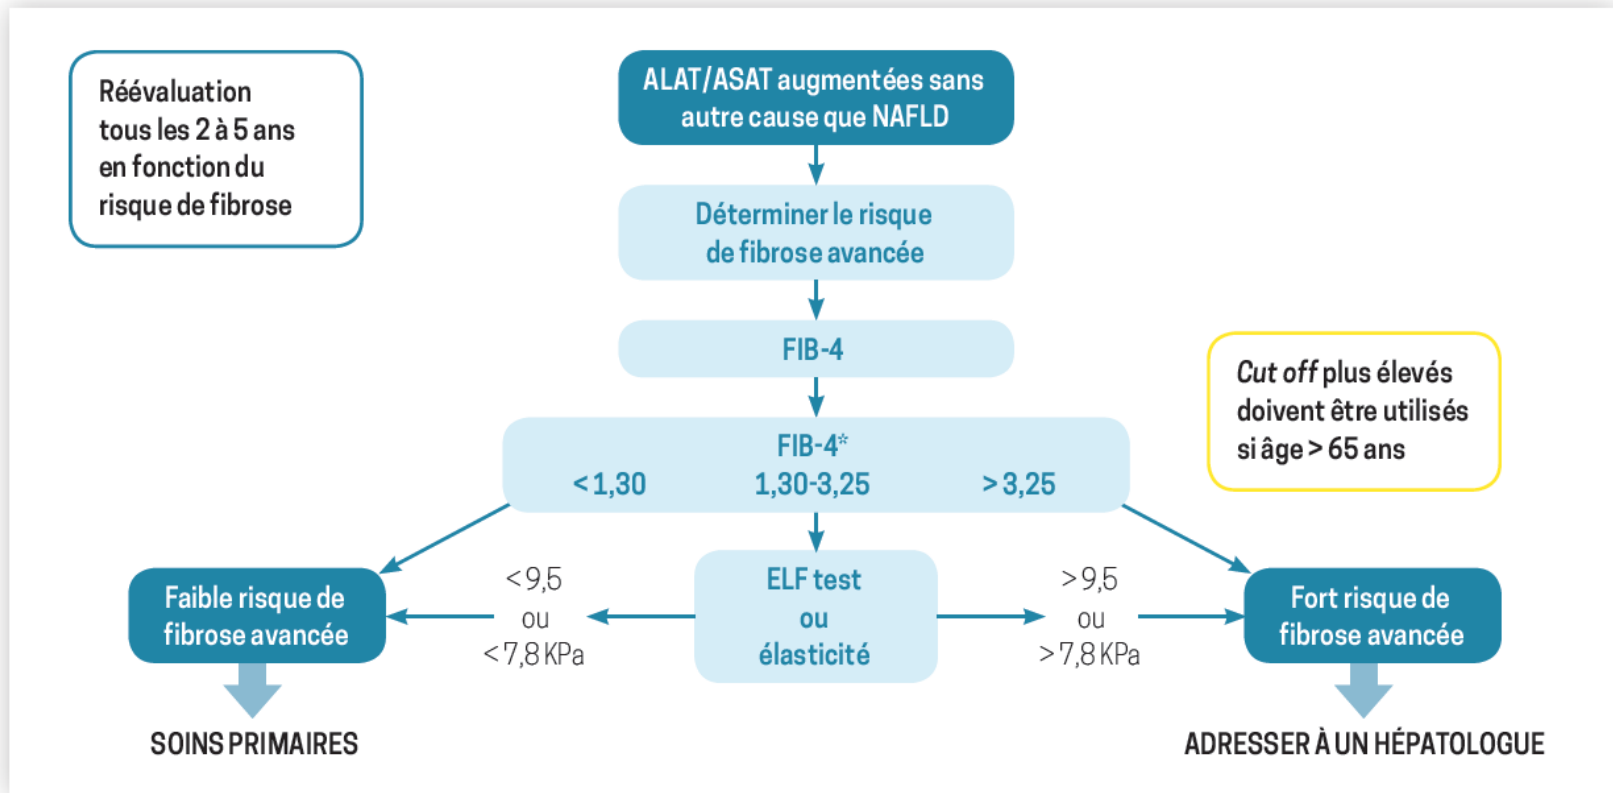 Réévaluation
tous les 2 à 5 ans
en fonction du
risque de fibrose
ALAT/ASAT augmentées sans
autre cause que NAFLD
Déterminer le risque
de fibrose avancée
FIB-4
Cut off plus élevés
doivent être utilisés
si âge > 65 ans
FIB-4*
< 1,30 1,30-3,25 > 3,25
Faible risque de
fibrose avancée
< 9,5
ou
< 7,8 KPa
ELF test
ou
élasticité
> 9,5
ou
> 7,8 KPa
Fort risque de
fibrose avancée
SOINS PRIMAIRES
ADRESSER À UN HÉPATOLOGUE